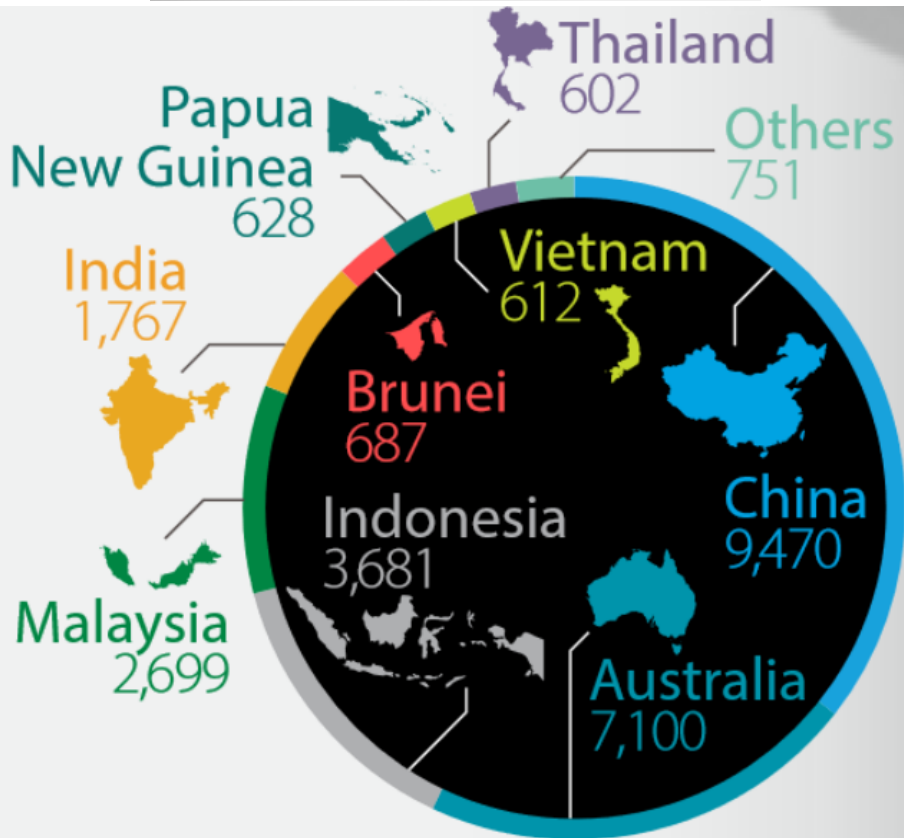 Thailand
602
Papua
New Guinea
628
Others
751
India
1,767
Vietnam
612
Brunei
687
China
9,470
Indonesia
3,681
Malaysia
2,699
Australia
7,100